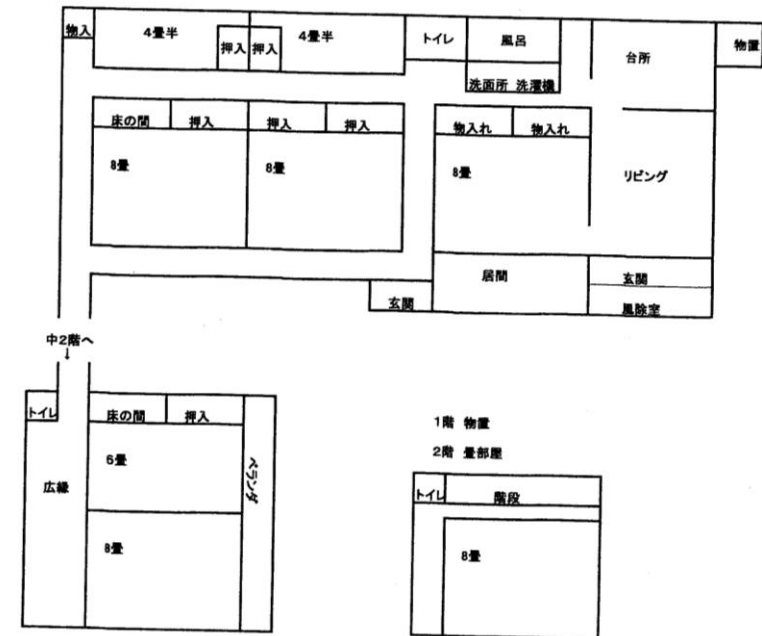 物入
4畳半
押入
押入
4畳半
トイレ
風呂
洗面所 洗濯機
台所
物置
床の間
押入
押入
押入
物入れ
物入れ
8畳
8畳
8畳
リビング
居間
玄関
玄関
風除室
中2階へ
↓
トイレ
床の間
押入
6畳
広縁
ベランダ
8畳
1階 物置
2階 畳部屋
トイレ
階段
8畳